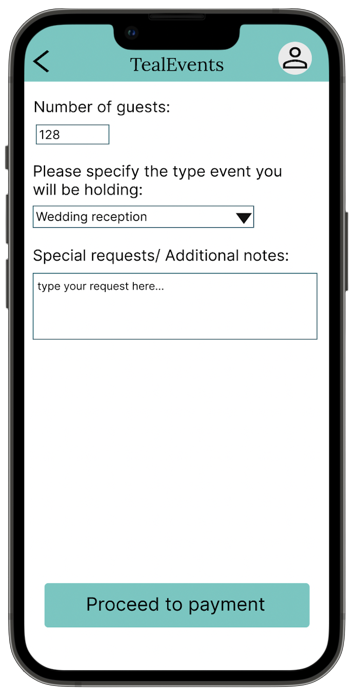 TealEvents
Number of guests:
128
Please specify the type event you
will be holding:
Wedding reception
Special requests/ Additional notes:
type your request here...
Proceed to payment